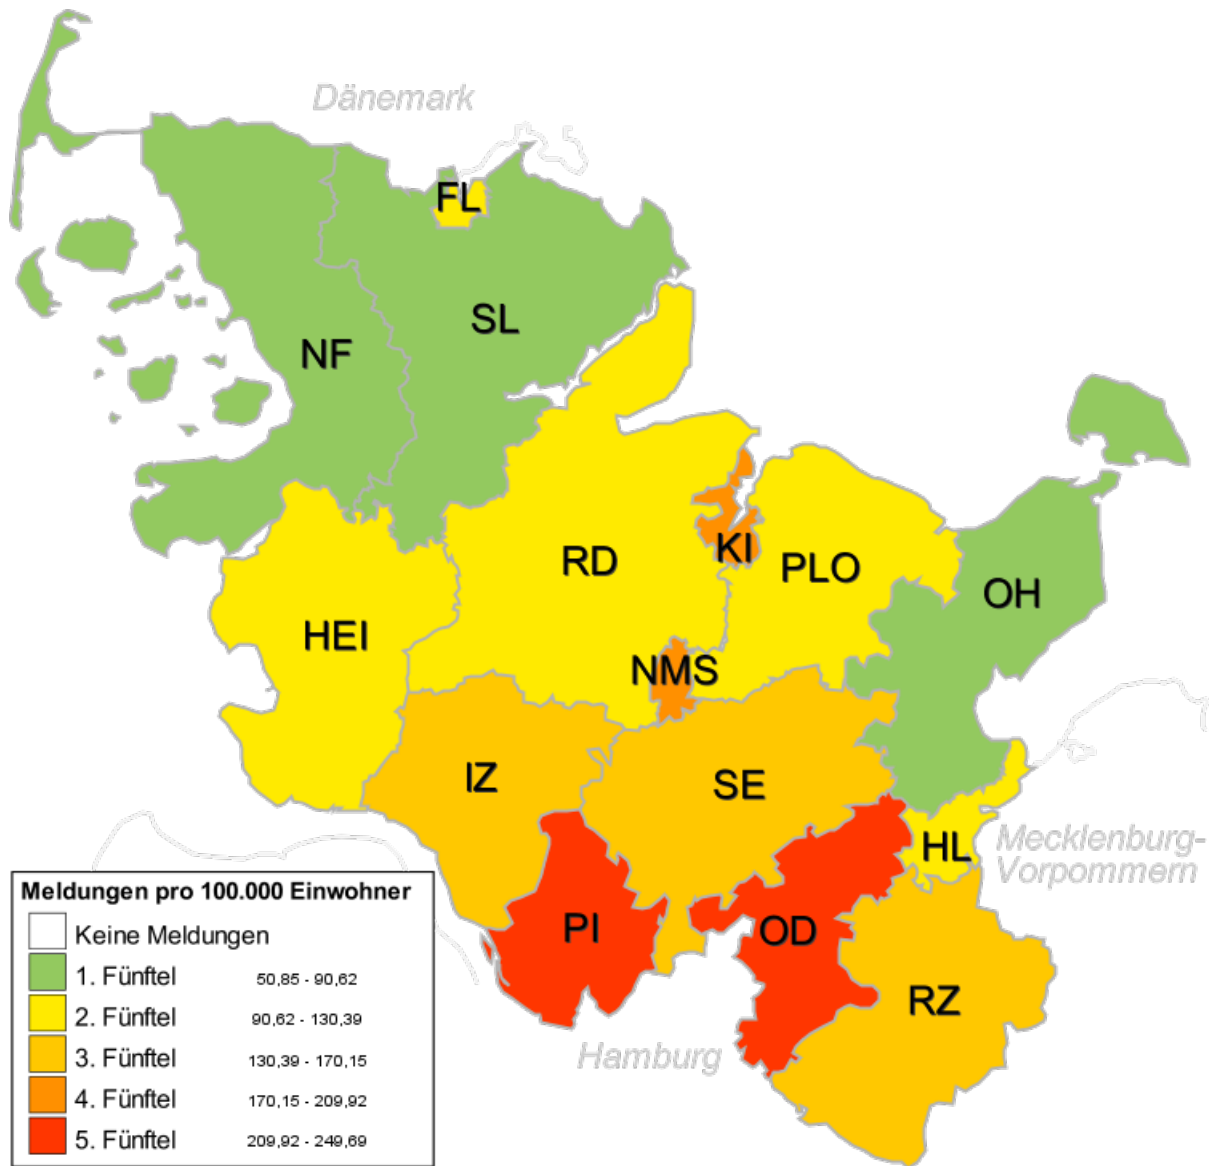 Dänemark
FL
SL
NF
RD
KI
PLO
OH
HEI
NMS
IZ
SE
HL
Mecklenburg-
Vorpommern
PI
OD
RZ
Hamburg
Meldungen pro 100.000 Einwohner
Keine Meldungen
1. Fünftel 50,85 - 90,62
2. Fünftel 90,62 - 130,39
3. Fünftel 130,39 - 170,15
4. Fünftel 170,15 - 209,92
5. Fünftel 209,92 - 249,69